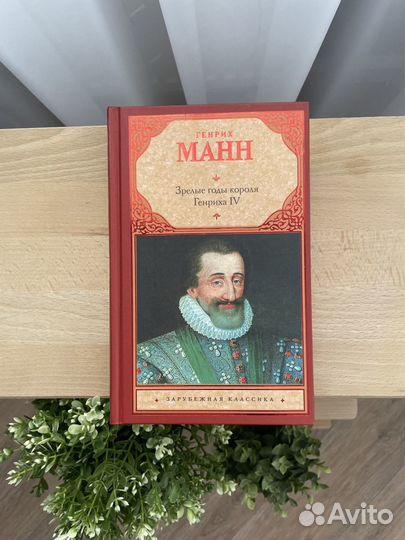 ГЕНРИХ
МАНН
Зрелые годы короля
Генриха IV
ЗАРУБЕЖНАЯ КЛАССИКА
Avito